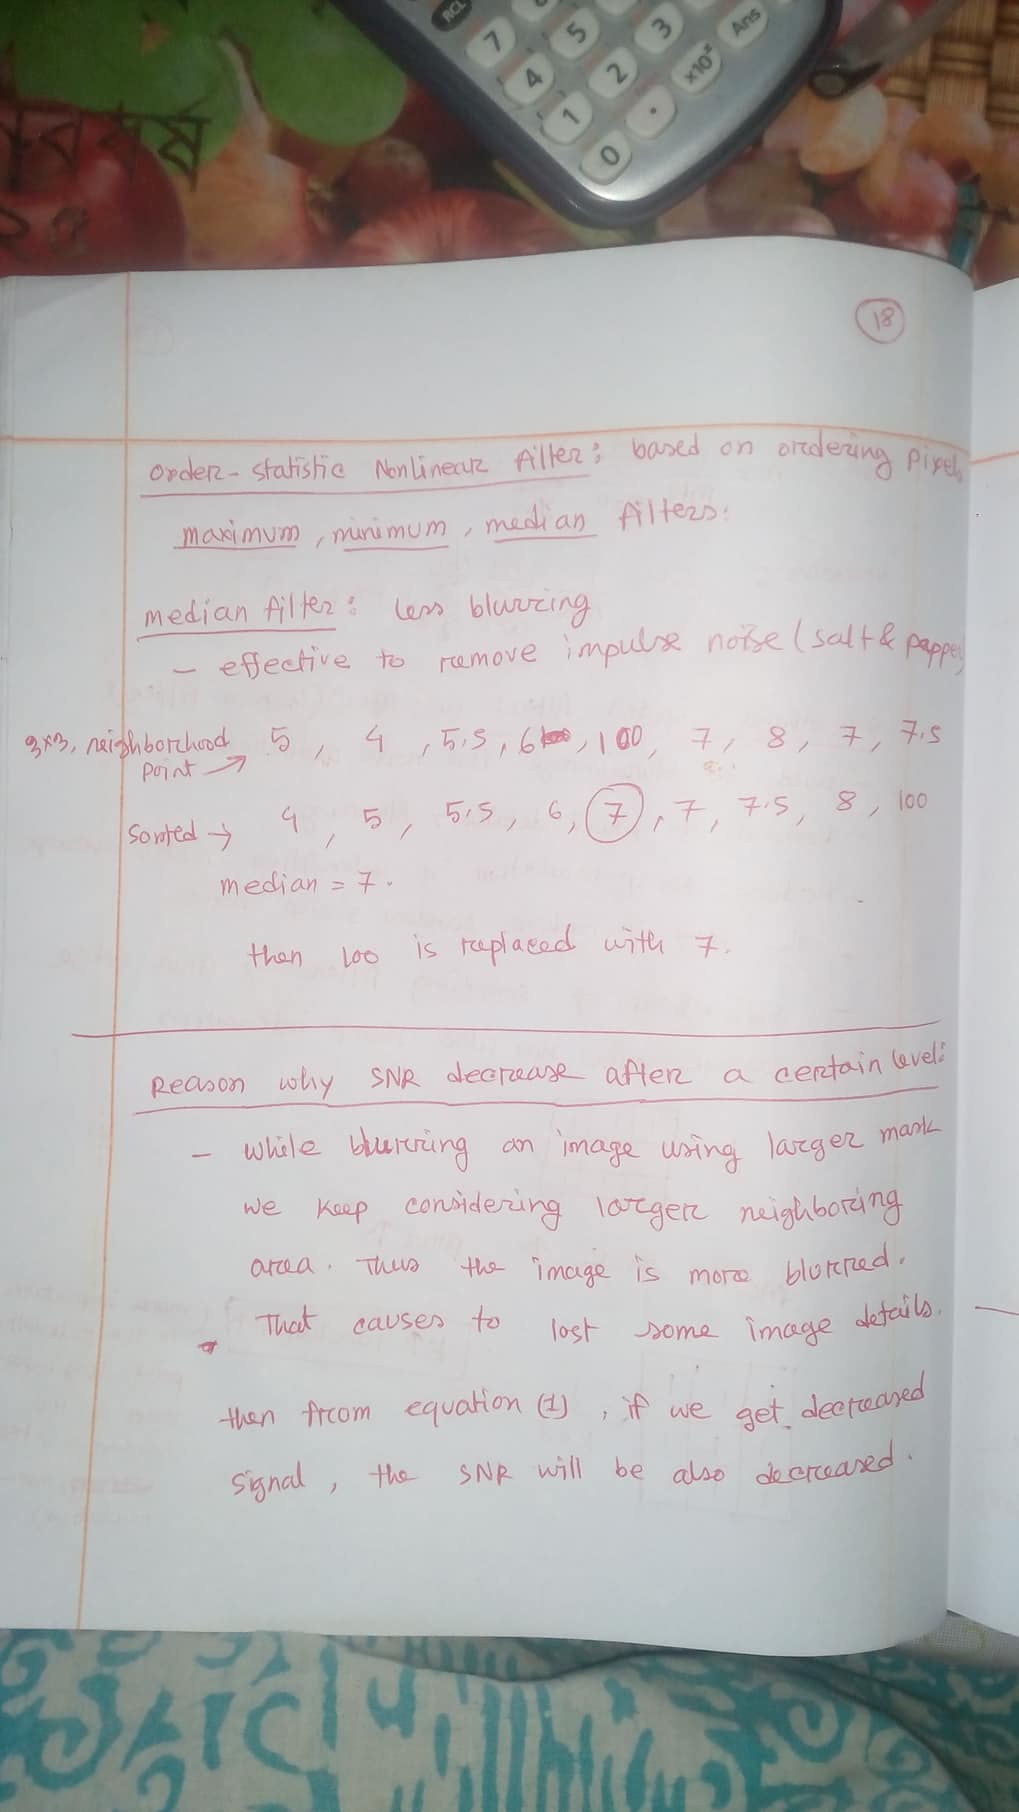 RCL
7
5
3
Ans
4
2
×10ˣ
1
.
0
18
Order-statistic Nonlinear filter: based on ordering pixels
maximum, minimum, median filters.
median filter: less blurring
- effective to remove impulse noise (salt & pepper)
3×3, neighborhood point → 5, 4, 5.5, 6, 100, 7, 8, 7, 7.5
Sorted → 4, 5, 5.5, 6, 7, 7, 7.5, 8, 100
median = 7.
then 100 is replaced with 7.
Reason why SNR decrease after a certain level:
- while blurring an image using larger mask
we keep considering larger neighboring
area. Thus the image is more blurred.
That causes to lost some image details.
then from equation (1), if we get decreased
signal, the SNR will be also decreased.